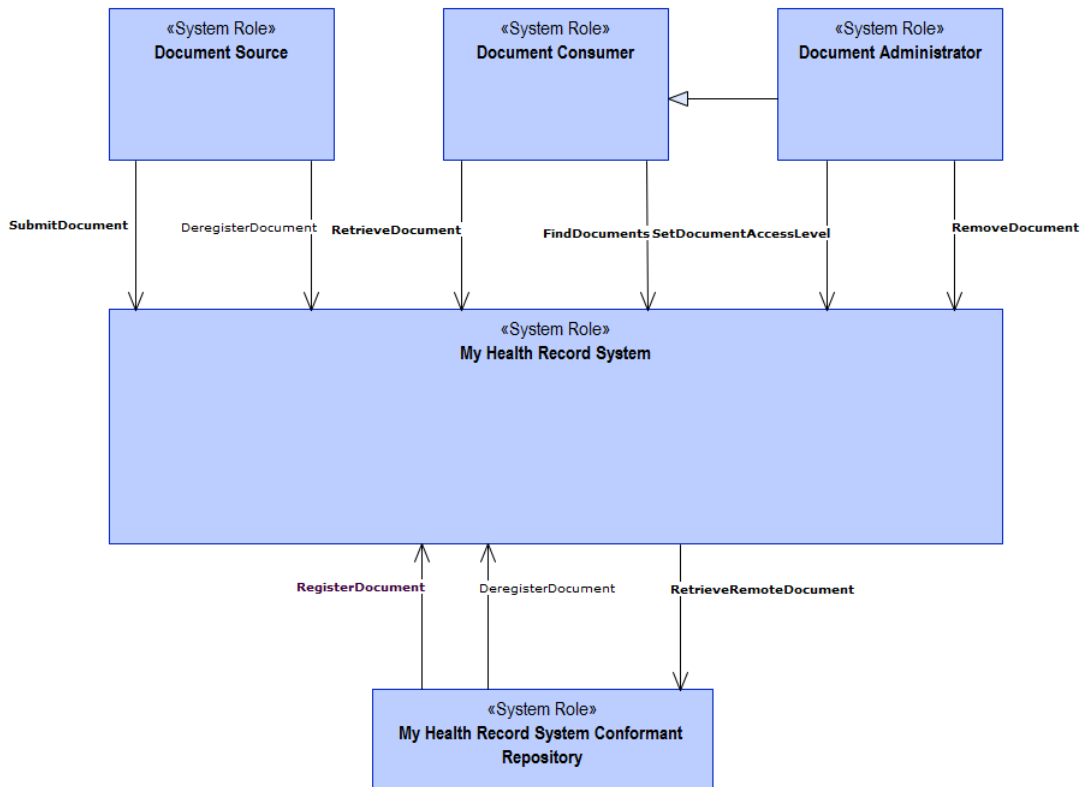 «System Role»
Document Source
«System Role»
Document Consumer
«System Role»
Document Administrator
SubmitDocument
DeregisterDocument
RetrieveDocument
FindDocuments
SetDocumentAccessLevel
RemoveDocument
«System Role»
My Health Record System
RegisterDocument
DeregisterDocument
RetrieveRemoteDocument
«System Role»
My Health Record System Conformant
Repository